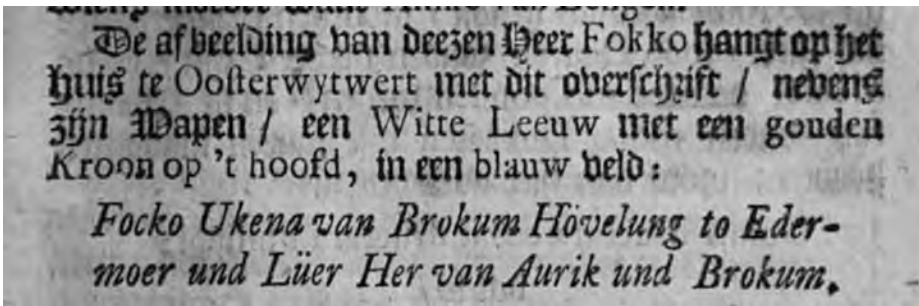 De afbeelding van deezen Heer Fokko hangt op het
huis te Oosterwytwert met dit overschrift / nevens
zijn Wapen / een Witte Leeuw met een gouden
Kroon op 't hoofd, in een blauw veld:
Focko Ukena van Brokum Hövelung to Eder-
moer und Lüer Her van Aurik und Brokum.